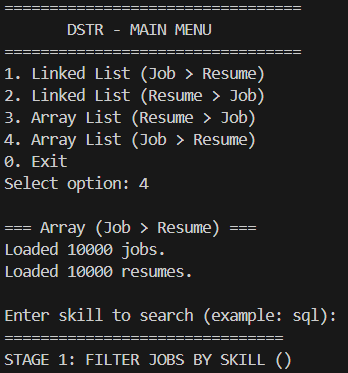 ==================================
DSTR - MAIN MENU
==================================
1. Linked List (Job > Resume)
2. Linked List (Resume > Job)
3. Array List (Resume > Job)
4. Array List (Job > Resume)
0. Exit
Select option: 4
=== Array (Job > Resume) ===
Loaded 10000 jobs.
Loaded 10000 resumes.
Enter skill to search (example: sql):
================================
STAGE 1: FILTER JOBS BY SKILL ()